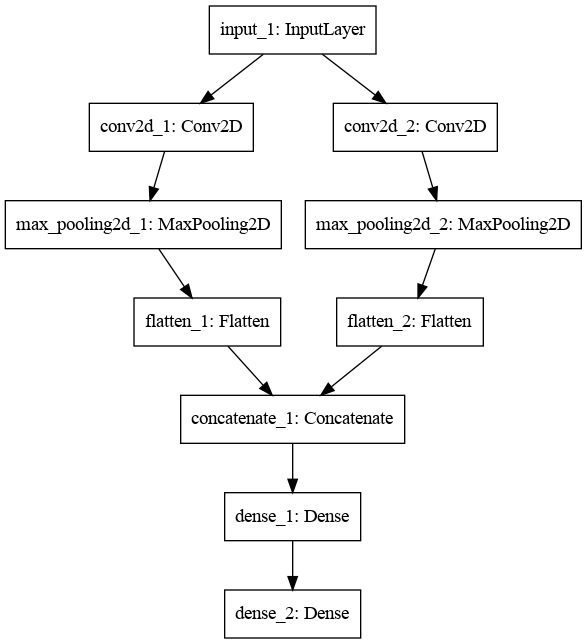 input_1: InputLayer
conv2d_1: Conv2D
conv2d_2: Conv2D
max_pooling2d_1: MaxPooling2D
max_pooling2d_2: MaxPooling2D
flatten_1: Flatten
flatten_2: Flatten
concatenate_1: Concatenate
dense_1: Dense
dense_2: Dense